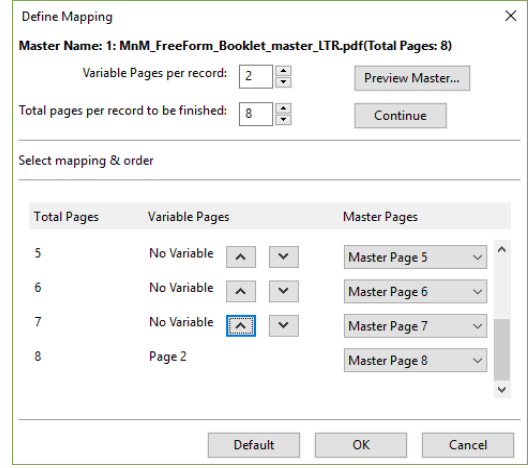 Define Mapping
Master Name: 1: MnM_FreeForm_Booklet_master_LTR.pdf(Total Pages: 8)
Variable Pages per record: 2 Preview Master...
Total pages per record to be finished: 8 Continue
Select mapping & order
Total Pages Variable Pages Master Pages
5 No Variable Master Page 5
6 No Variable Master Page 6
7 No Variable Master Page 7
8 Page 2 Master Page 8
Default OK Cancel